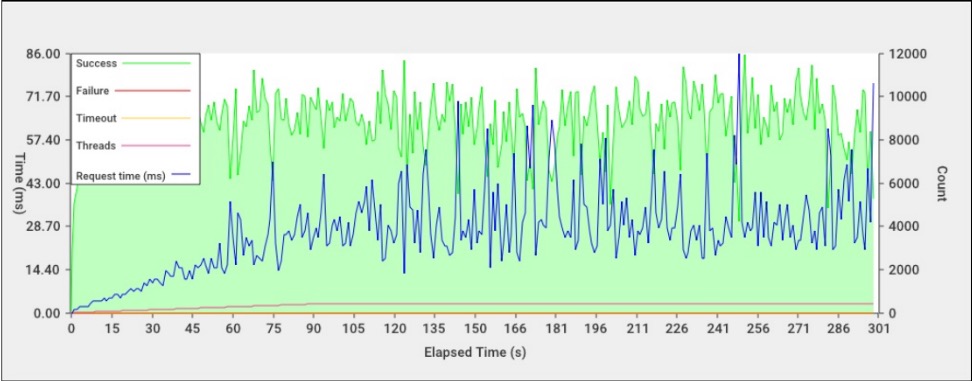 86.00
71.70
57.40
43.00
28.70
14.40
0.00
Time (ms)
Success
Failure
Timeout
Threads
Request time (ms)
12000
10000
8000
6000
4000
2000
0
Count
0 15 30 45 60 75 90 105 120 135 150 166 181 196 211 226 241 256 271 286 301
Elapsed Time (s)